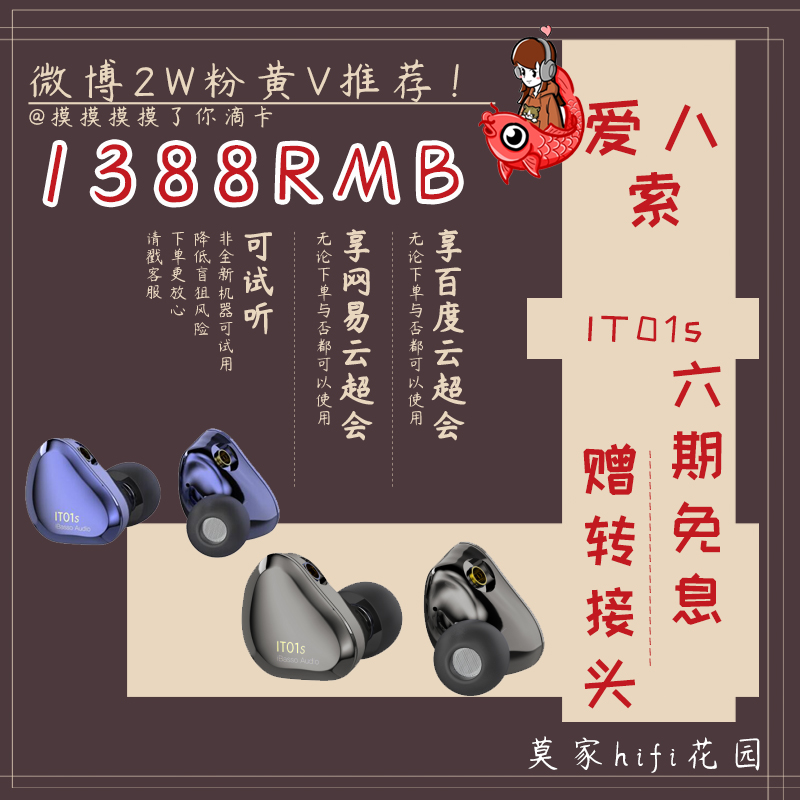 微博2W粉黄V推荐！
@摸摸摸摸了你滴卡
1388RMB
爱八索
IT01s
六期免息
赠转接头
享百度云超会
无论下单与否都可以使用
享网易云超会
无论下单与否都可以使用
可试听
非全新机器可试用
降低盲狙风险
下单更放心
请戳客服
IT01s
iBasso Audio
IT01s
iBasso Audio
莫家hifi花园